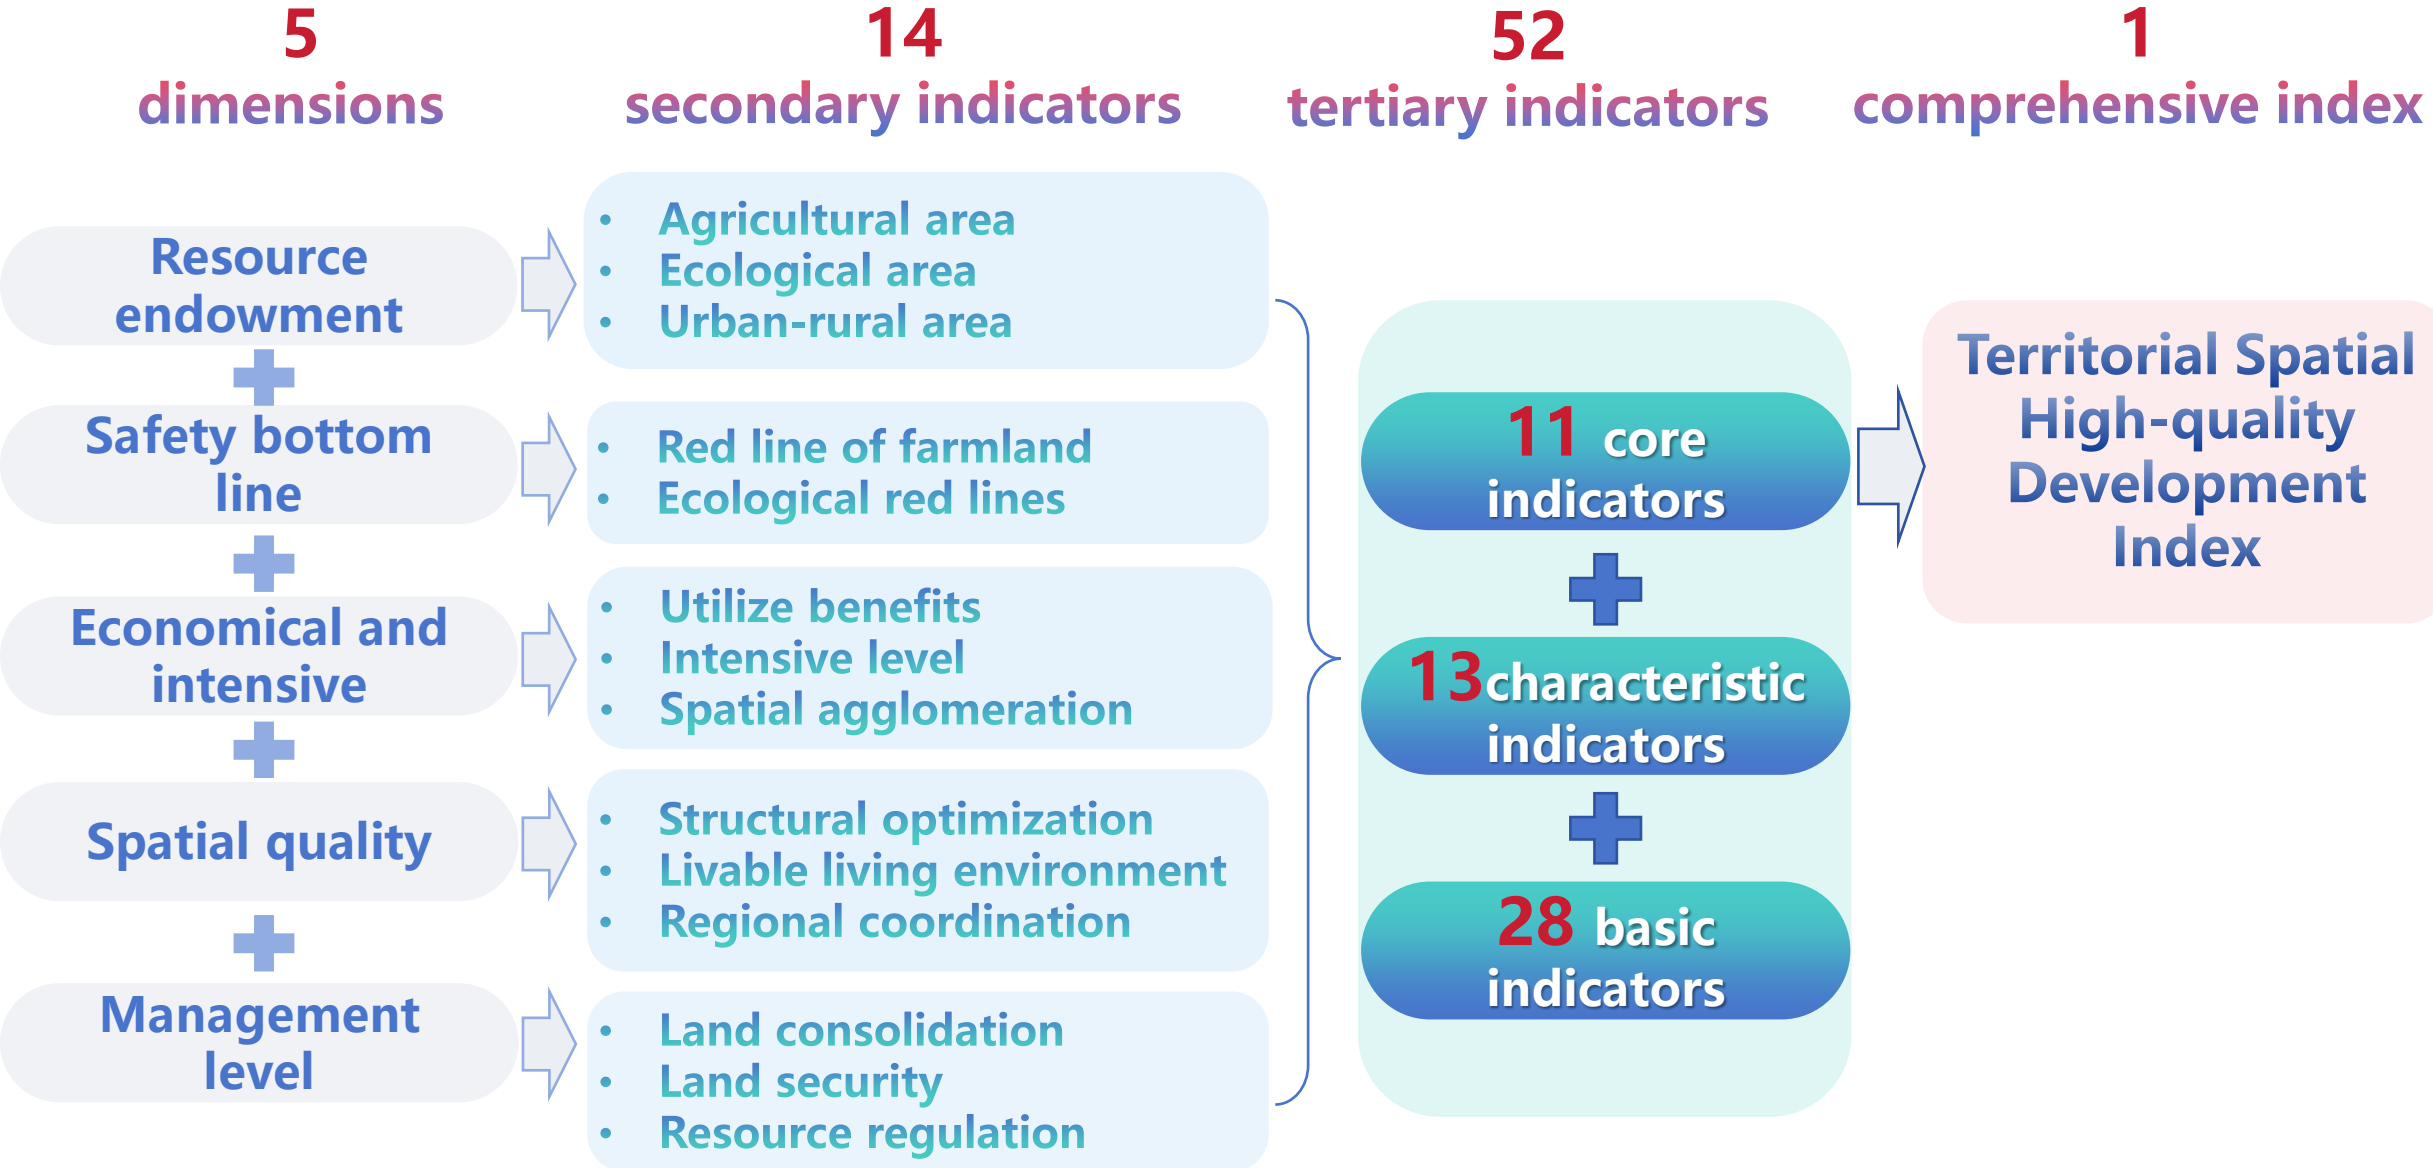 5
dimensions
14
secondary indicators
52
tertiary indicators
1
comprehensive index
Resource
endowment
Safety bottom
line
Economical and
intensive
Spatial quality
Management
level
• Agricultural area
• Ecological area
• Urban-rural area
• Red line of farmland
• Ecological red lines
• Utilize benefits
• Intensive level
• Spatial agglomeration
• Structural optimization
• Livable living environment
• Regional coordination
• Land consolidation
• Land security
• Resource regulation
11 core
indicators
13characteristic
indicators
28 basic
indicators
Territorial Spatial
High-quality
Development
Index